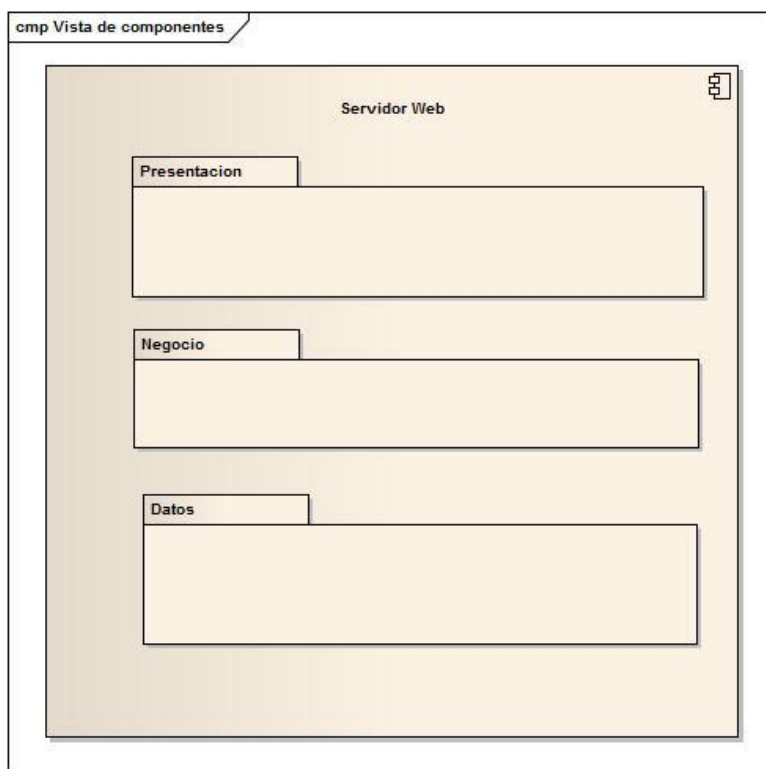 cmp Vista de componentes
Servidor Web
Presentacion
Negocio
Datos